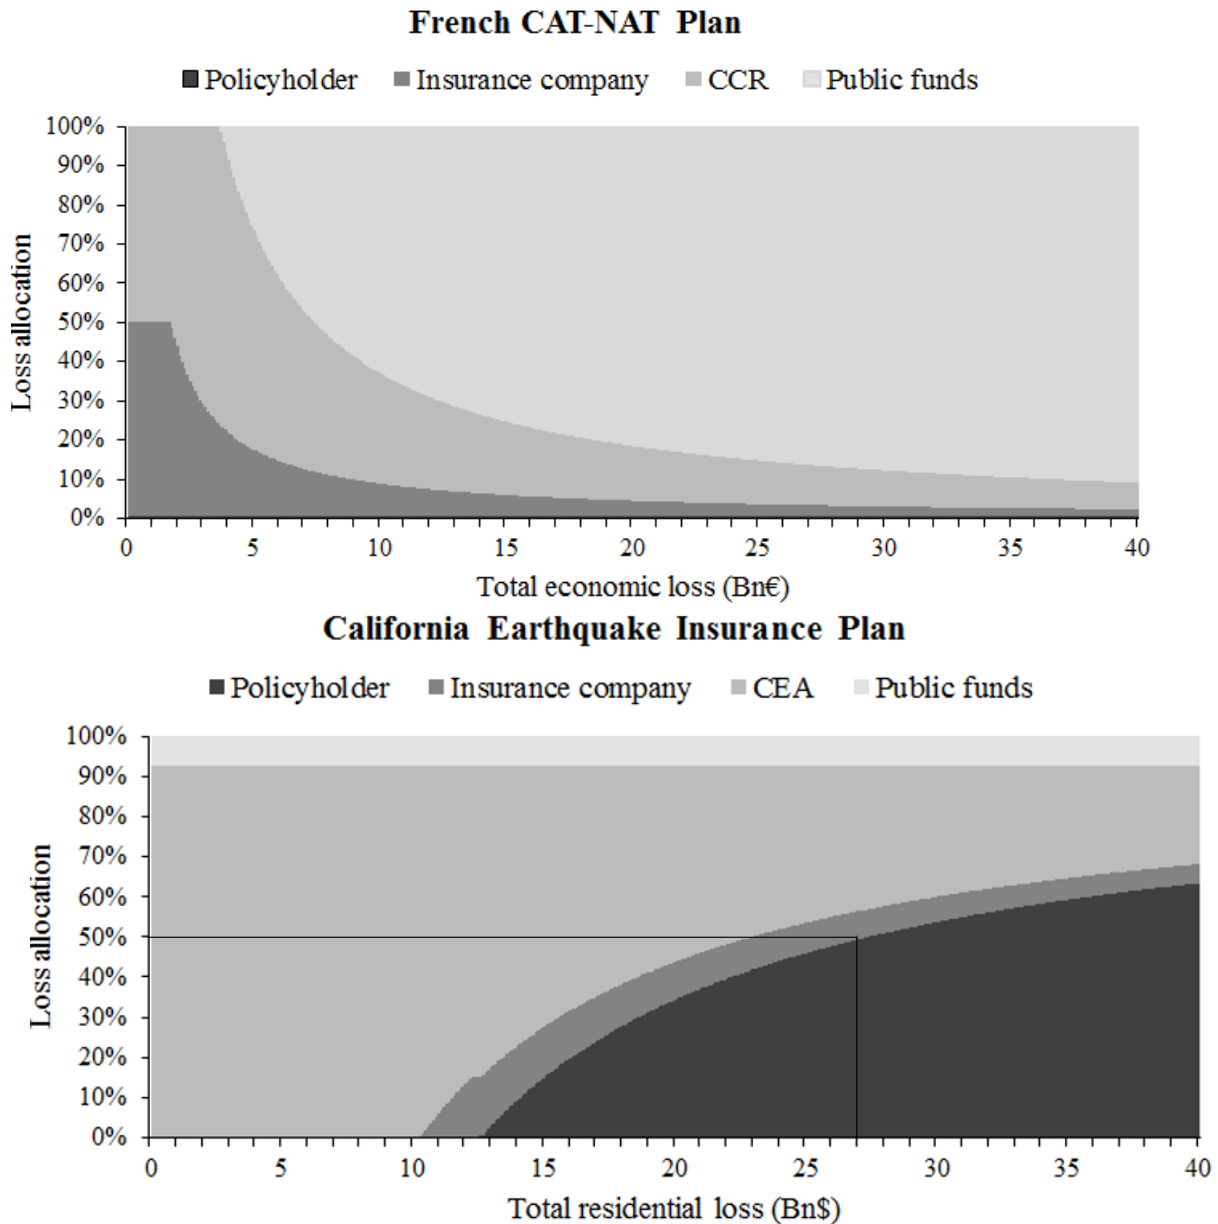 French CAT-NAT Plan
Policyholder Insurance company CCR Public funds
100%
90%
80%
70%
60%
50%
40%
30%
20%
10%
0%
Loss allocation
0 5 10 15 20 25 30 35 40
Total economic loss (Bn€)
California Earthquake Insurance Plan
Policyholder Insurance company CEA Public funds
100%
90%
80%
70%
60%
50%
40%
30%
20%
10%
0%
Loss allocation
0 5 10 15 20 25 30 35 40
Total residential loss (Bn$)